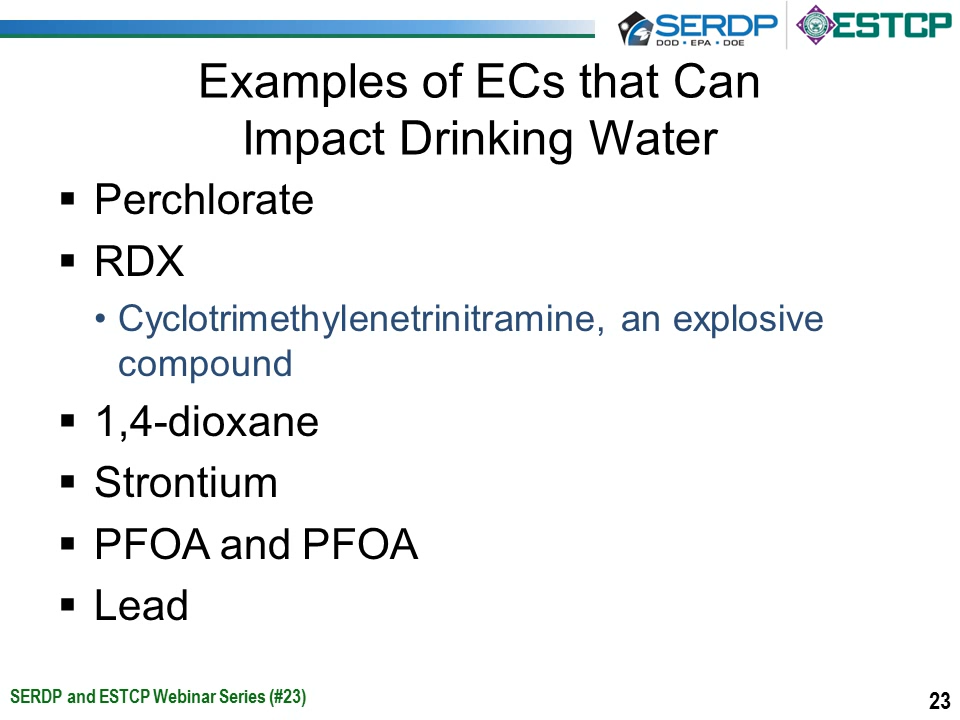 SERDP ESTCP
DOD • EPA • DOE
Examples of ECs that Can
Impact Drinking Water
▪ Perchlorate
▪ RDX
• Cyclotrimethylenetrinitramine, an explosive
compound
▪ 1,4-dioxane
▪ Strontium
▪ PFOA and PFOA
▪ Lead
SERDP and ESTCP Webinar Series (#23)
23